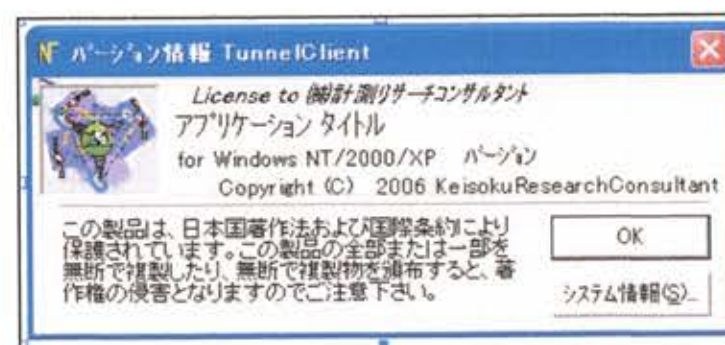 NF ﾊﾞｰｼﾞｮﾝ情報 TunnelClient
License to ㈱計測ﾘｻｰﾁｺﾝｻﾙﾀﾝﾄ
ｱﾌﾟﾘｹｰｼｮﾝ ﾀｲﾄﾙ
for Windows NT/2000/XP ﾊﾞｰｼﾞｮﾝ
Copyright (C) 2006 KeisokuResearchConsultant
この製品は、日本国著作法および国際条約により
保護されています。この製品の全部または一部を
無断で複製したり、無断で複製物を頒布すると、著
作権の侵害となりますのでご注意下さい。
OK
ｼｽﾃﾑ情報(S)...